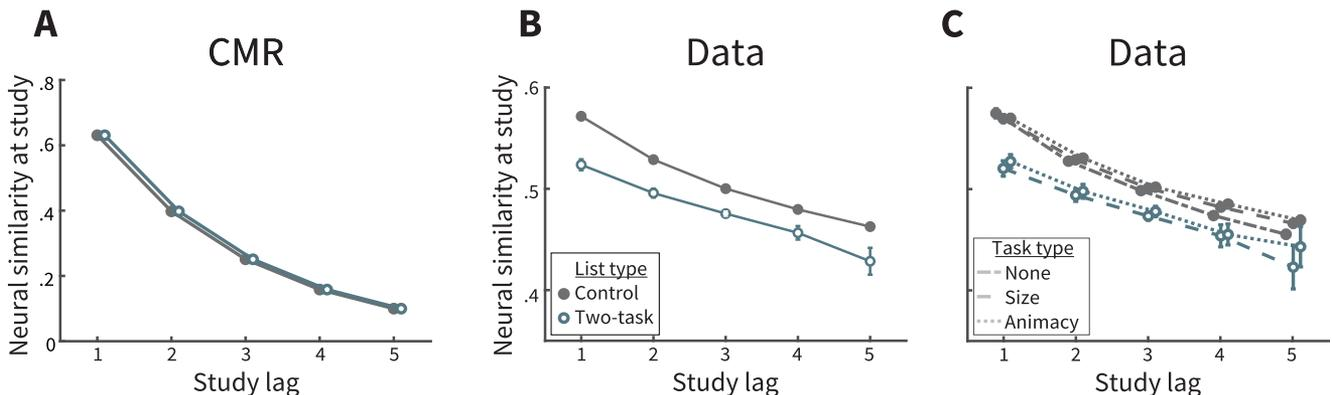 A
CMR
Neural similarity at study
.8
.6
.4
.2
0
1 2 3 4 5
Study lag
B
Data
Neural similarity at study
.6
.5
.4
List type
Control
Two-task
1 2 3 4 5
Study lag
C
Data
Task type
None
Size
Animacy
1 2 3 4 5
Study lag